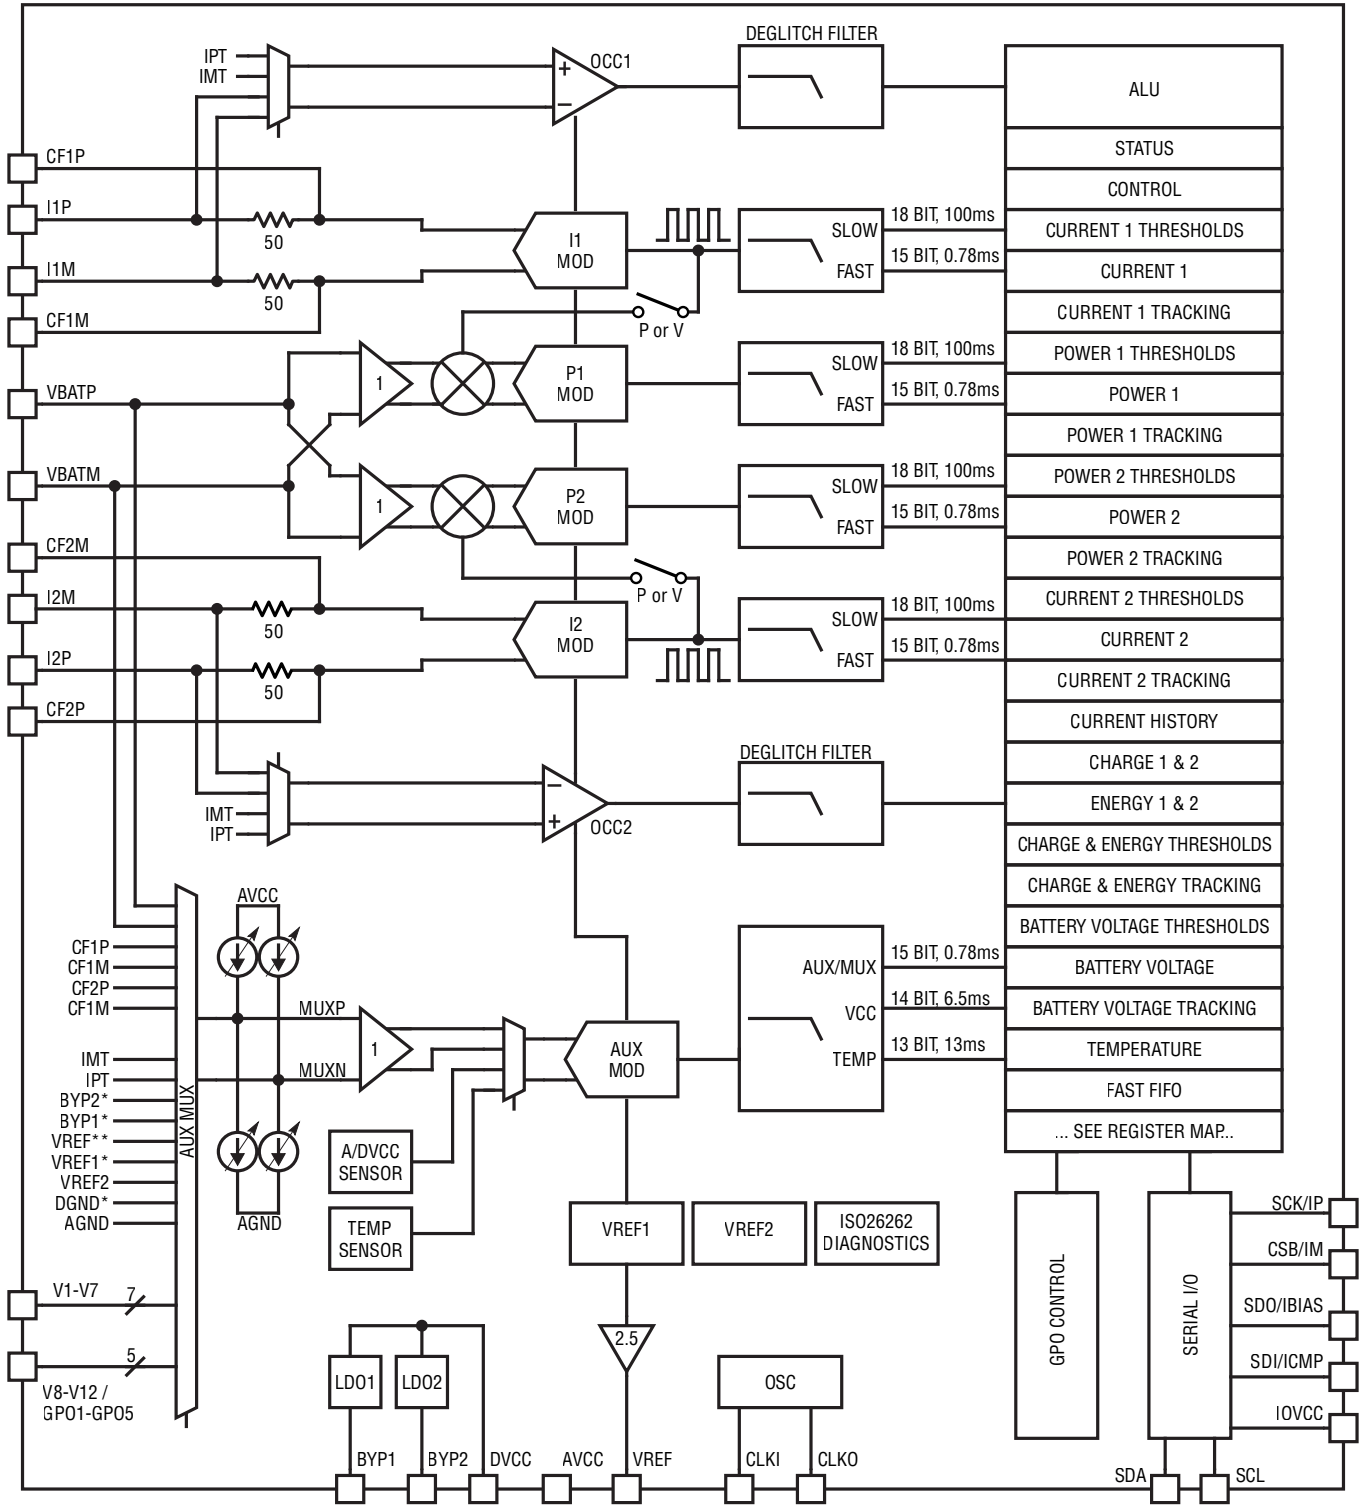 DEGLITCH FILTER
IPT
IMT
OCC1
+
−
ALU
STATUS
CONTROL
CF1P
I1P
50
I1M
50
CF1M
I1
MOD
SLOW
FAST
18 BIT, 100ms
15 BIT, 0.78ms
CURRENT 1 THRESHOLDS
CURRENT 1
CURRENT 1 TRACKING
P or V
VBATP
1
P1
MOD
SLOW
FAST
18 BIT, 100ms
15 BIT, 0.78ms
POWER 1 THRESHOLDS
POWER 1
POWER 1 TRACKING
VBATM
1
P2
MOD
SLOW
FAST
18 BIT, 100ms
15 BIT, 0.78ms
POWER 2 THRESHOLDS
POWER 2
POWER 2 TRACKING
CF2M
I2M
50
I2P
50
CF2P
P or V
I2
MOD
SLOW
FAST
18 BIT, 100ms
15 BIT, 0.78ms
CURRENT 2 THRESHOLDS
CURRENT 2
CURRENT 2 TRACKING
CURRENT HISTORY
CHARGE 1 & 2
ENERGY 1 & 2
CHARGE & ENERGY THRESHOLDS
CHARGE & ENERGY TRACKING
BATTERY VOLTAGE THRESHOLDS
BATTERY VOLTAGE
BATTERY VOLTAGE TRACKING
TEMPERATURE
FAST FIFO
... SEE REGISTER MAP...
DEGLITCH FILTER
IMT
IPT
−
+
OCC2
AVCC
CF1P
CF1M
CF2P
CF1M
IMT
IPT
BYP2*
BYP1*
VREF**
VREF1*
VREF2
DGND*
AGND
AUX MUX
MUXP
MUXN
AGND
1
AUX
MOD
AUX/MUX
VCC
TEMP
15 BIT, 0.78ms
14 BIT, 6.5ms
13 BIT, 13ms
A/DVCC
SENSOR
TEMP
SENSOR
VREF1
VREF2
ISO26262
DIAGNOSTICS
2.5
V1-V7
7
5
V8-V12 /
GPO1-GPO5
LDO1
LDO2
OSC
GPO CONTROL
SERIAL I/O
SCK/IP
CSB/IM
SDO/IBIAS
SDI/ICMP
IOVCC
BYP1
BYP2
DVCC
AVCC
VREF
CLKI
CLKO
SDA
SCL